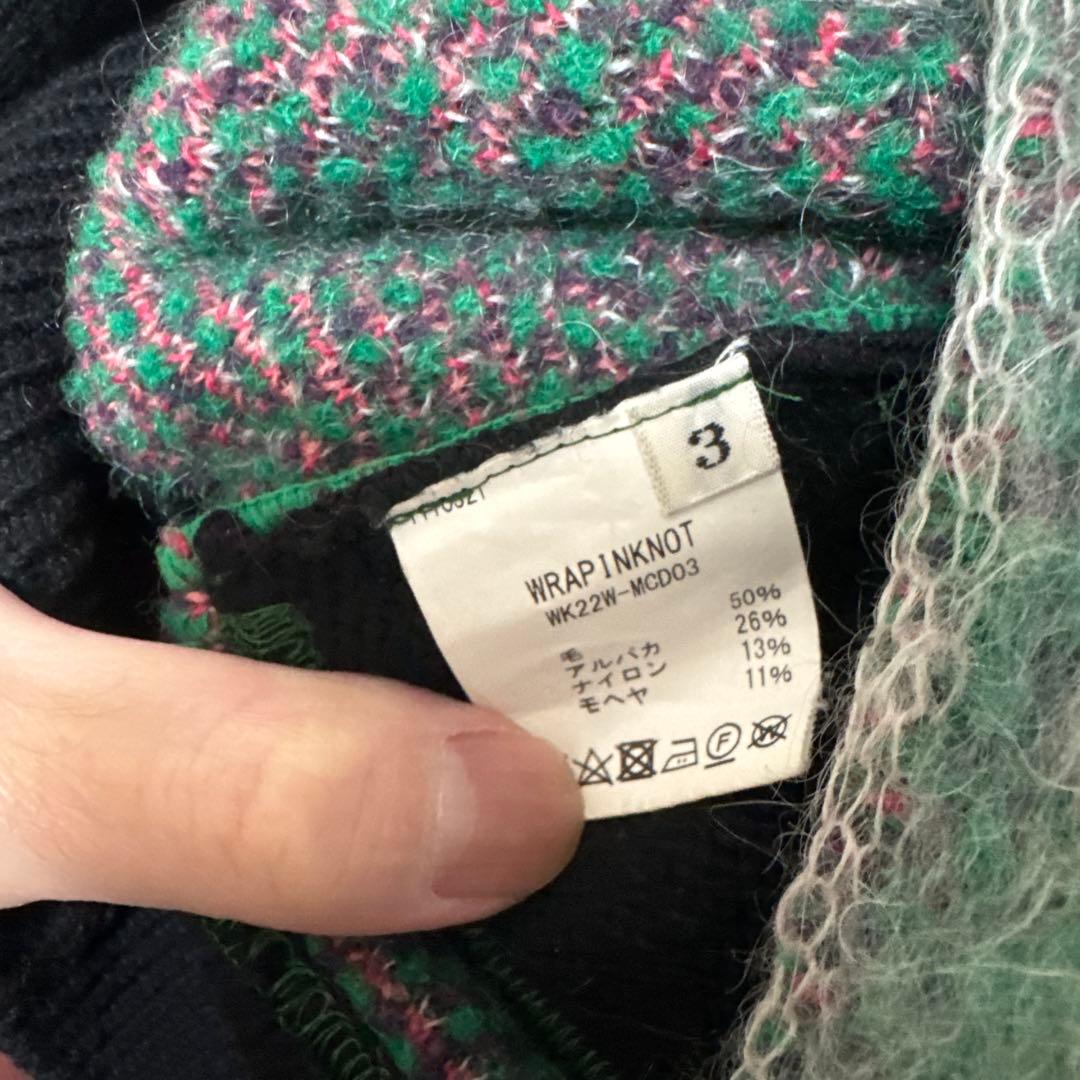 3
WRAPINKNOT
WK22W-MCD03
毛 50%
アルパカ 26%
ナイロン 13%
モヘヤ 11%
F
W